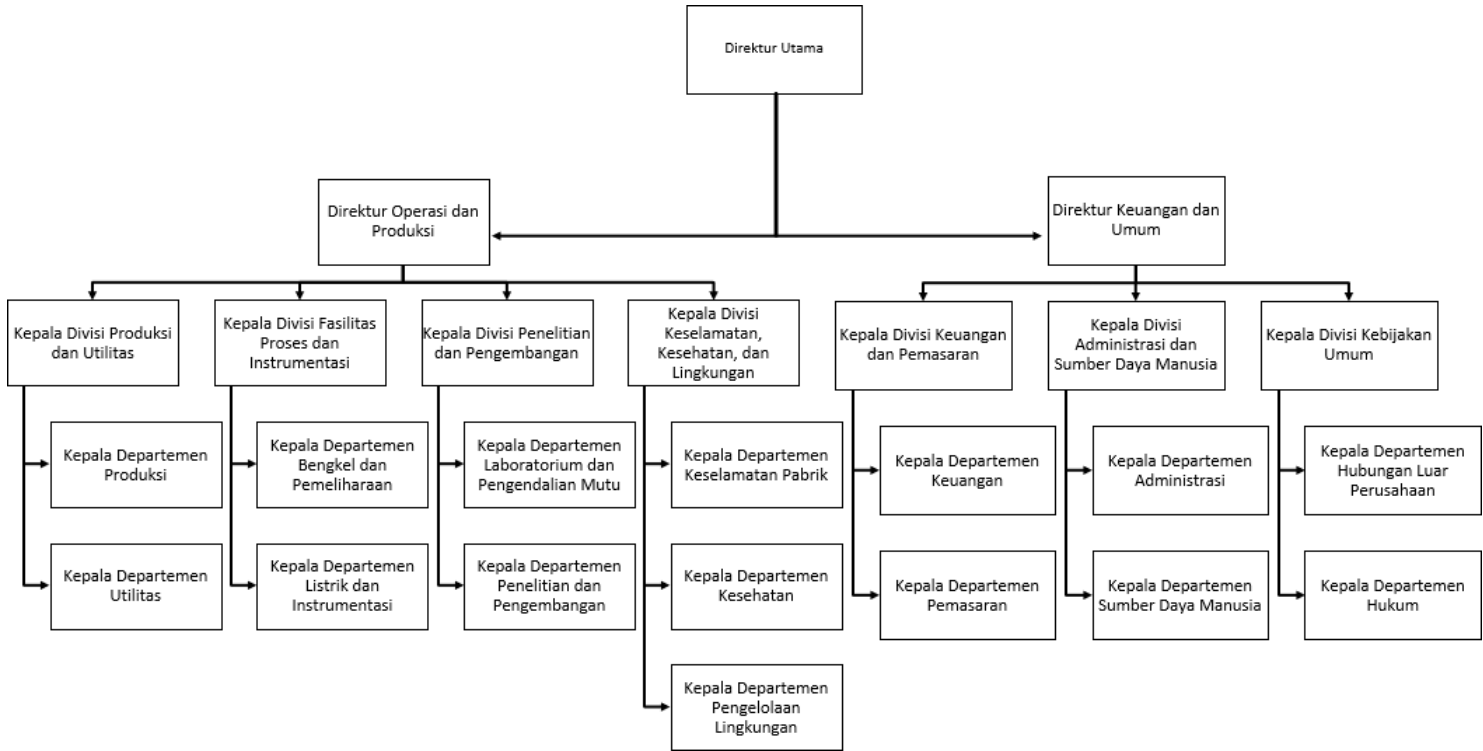 Direktur Utama
Direktur Operasi dan
Produksi
Direktur Keuangan dan
Umum
Kepala Divisi Produksi
dan Utilitas
Kepala Divisi Fasilitas
Proses dan
Instrumentasi
Kepala Divisi Penelitian
dan Pengembangan
Kepala Divisi
Keselamatan,
Kesehatan, dan
Lingkungan
Kepala Divisi Keuangan
dan Pemasaran
Kepala Divisi
Administrasi dan
Sumber Daya Manusia
Kepala Divisi Kebijakan
Umum
Kepala Departemen
Produksi
Kepala Departemen
Bengkel dan
Pemeliharaan
Kepala Departemen
Laboratorium dan
Pengendalian Mutu
Kepala Departemen
Keselamatan Pabrik
Kepala Departemen
Keuangan
Kepala Departemen
Administrasi
Kepala Departemen
Hubungan Luar
Perusahaan
Kepala Departemen
Utilitas
Kepala Departemen
Listrik dan
Instrumentasi
Kepala Departemen
Penelitian dan
Pengembangan
Kepala Departemen
Kesehatan
Kepala Departemen
Pemasaran
Kepala Departemen
Sumber Daya Manusia
Kepala Departemen
Hukum
Kepala Departemen
Pengelolaan
Lingkungan